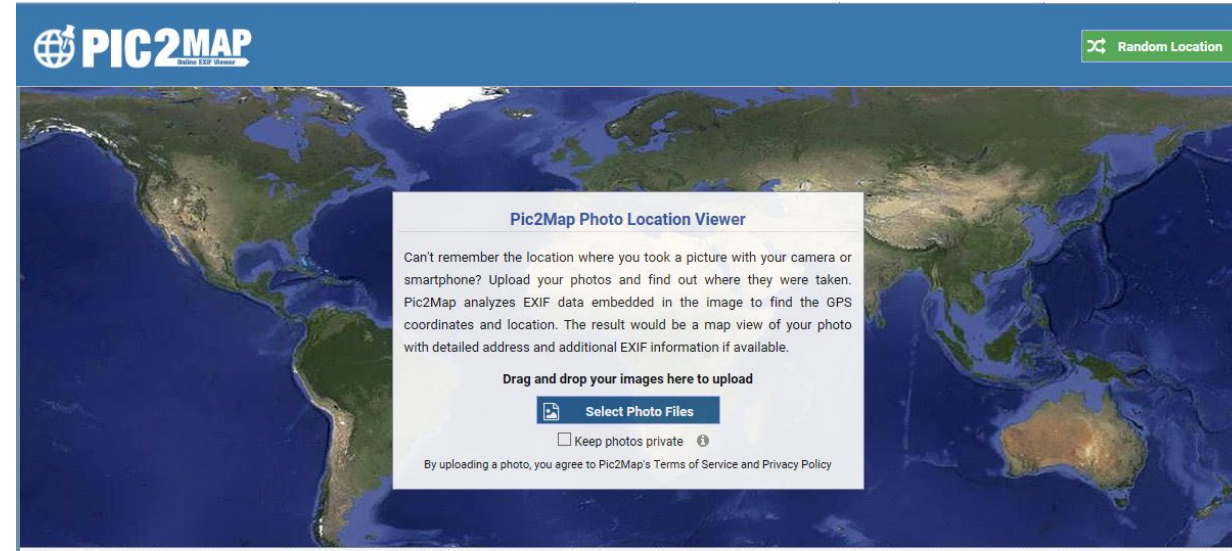 PIC2MAP
Online EXIF Viewer
Random Location
Pic2Map Photo Location Viewer
Can't remember the location where you took a picture with your camera or
smartphone? Upload your photos and find out where they were taken.
Pic2Map analyzes EXIF data embedded in the image to find the GPS
coordinates and location. The result would be a map view of your photo
with detailed address and additional EXIF information if available.
Drag and drop your images here to upload
Select Photo Files
Keep photos private
By uploading a photo, you agree to Pic2Map's Terms of Service and Privacy Policy